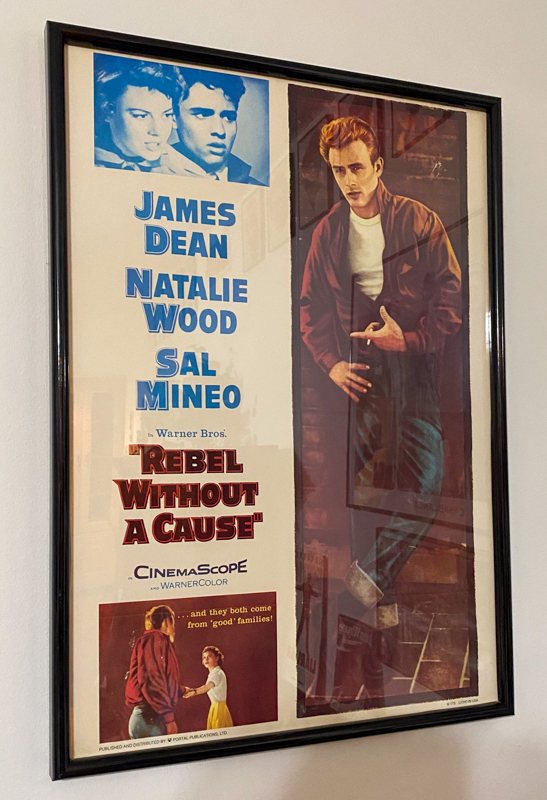 JAMES
DEAN
NATALIE
WOOD
SAL
MINEO
in Warner Bros.'
"REBEL
WITHOUT
A CAUSE"
IN CINEMASCOPE
AND WARNERCOLOR
...and they both come
from 'good' families!
PUBLISHED AND DISTRIBUTED BY PORTAL PUBLICATIONS, LTD.